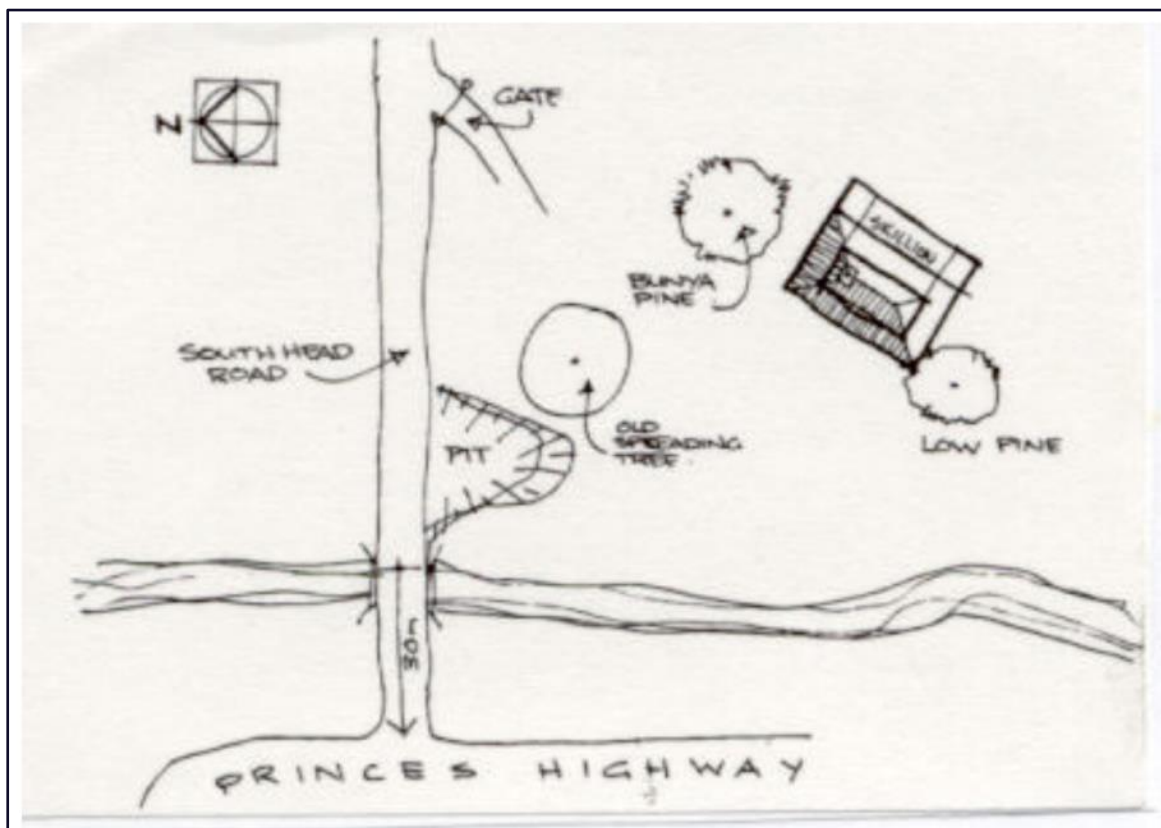 N
GATE
SKILLION
BUNYA
PINE
SOUTH HEAD
ROAD
OLD
SPREADING
TREE.
PIT
LOW PINE
30m
PRINCES HIGHWAY